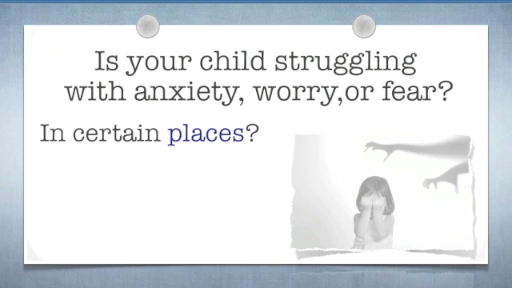 Is your child struggling
with anxiety, worry,or fear?
In certain places?